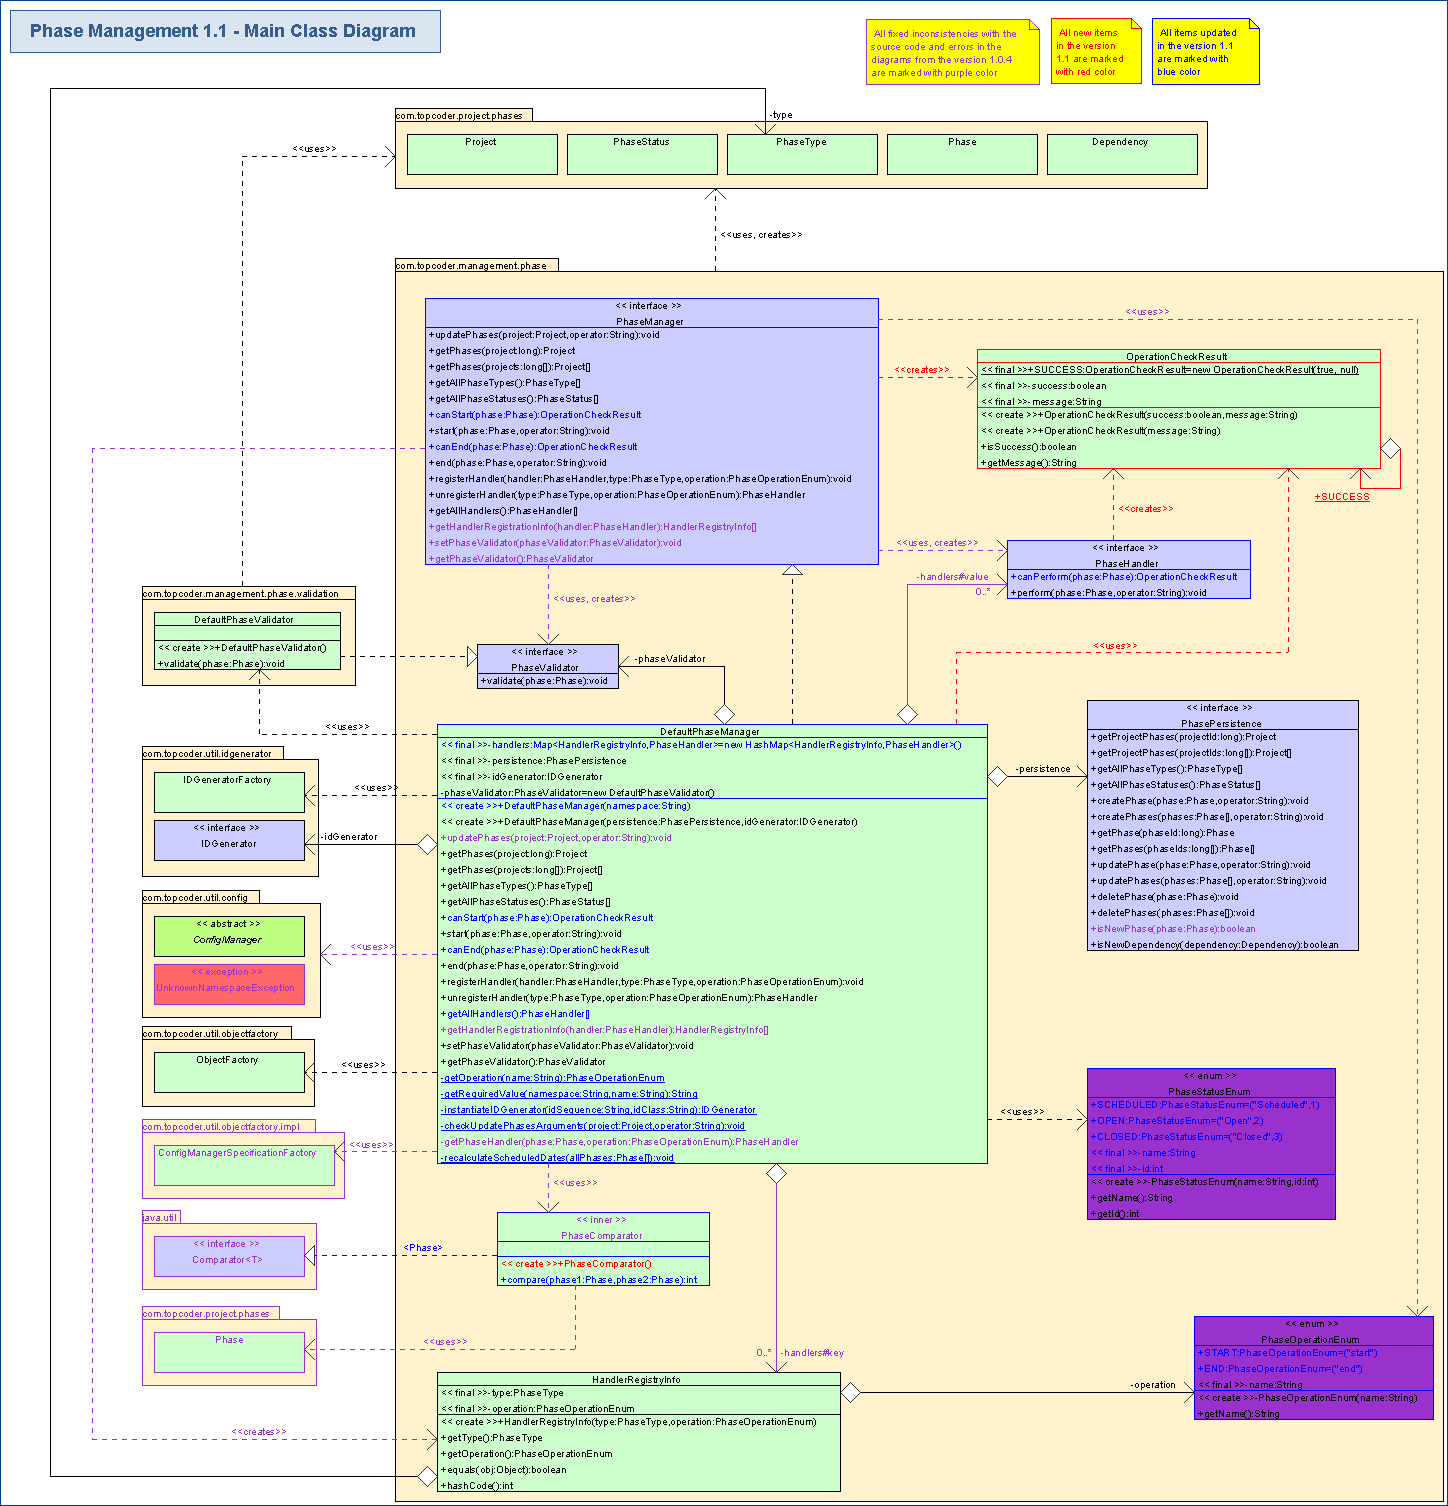 Phase Management 1.1 - Main Class Diagram
All fixed inconsistencies with the
source code and errors in the
diagrams from the version 1.0.4
are marked with purple color
All new items
in the version
1.1 are marked
with red color
All items updated
in the version 1.1
are marked with
blue color
com.topcoder.project.phases
-type
Project
PhaseStatus
PhaseType
Phase
Dependency
<<uses>>
<<uses, creates>>
com.topcoder.management.phase
<< interface >>
PhaseManager
+updatePhases(project:Project,operator:String):void
+getPhases(project:long):Project
+getPhases(projects:long[]):Project[]
+getAllPhaseTypes():PhaseType[]
+getAllPhaseStatuses():PhaseStatus[]
+canStart(phase:Phase):OperationCheckResult
+start(phase:Phase,operator:String):void
+canEnd(phase:Phase):OperationCheckResult
+end(phase:Phase,operator:String):void
+registerHandler(handler:PhaseHandler,type:PhaseType,operation:PhaseOperationEnum):void
+unregisterHandler(type:PhaseType,operation:PhaseOperationEnum):PhaseHandler
+getAllHandlers():PhaseHandler[]
+getHandlerRegistrationInfo(handler:PhaseHandler):HandlerRegistryInfo[]
+setPhaseValidator(phaseValidator:PhaseValidator):void
+getPhaseValidator():PhaseValidator
<<uses>>
<<creates>>
OperationCheckResult
<< final >>+SUCCESS:OperationCheckResult=new OperationCheckResult(true, null)
<< final >>-success:boolean
<< final >>-message:String
<< create >>+OperationCheckResult(success:boolean,message:String)
<< create >>+OperationCheckResult(message:String)
+isSuccess():boolean
+getMessage():String
+SUCCESS
<<creates>>
<<uses, creates>>
<< interface >>
PhaseHandler
+canPerform(phase:Phase):OperationCheckResult
+perform(phase:Phase,operator:String):void
-handlers#value
0..*
<<uses, creates>>
com.topcoder.management.phase.validation
DefaultPhaseValidator
<< create >>+DefaultPhaseValidator()
+validate(phase:Phase):void
<< interface >>
PhaseValidator
+validate(phase:Phase):void
-phaseValidator
<<uses>>
<<uses>>
DefaultPhaseManager
<< final >>-handlers:Map<HandlerRegistryInfo,PhaseHandler>=new HashMap<HandlerRegistryInfo,PhaseHandler>()
<< final >>-persistence:PhasePersistence
<< final >>-idGenerator:IDGenerator
-phaseValidator:PhaseValidator=new DefaultPhaseValidator()
<< create >>+DefaultPhaseManager(namespace:String)
<< create >>+DefaultPhaseManager(persistence:PhasePersistence,idGenerator:IDGenerator)
+updatePhases(project:Project,operator:String):void
+getPhases(project:long):Project
+getPhases(projects:long[]):Project[]
+getAllPhaseTypes():PhaseType[]
+getAllPhaseStatuses():PhaseStatus[]
+canStart(phase:Phase):OperationCheckResult
+start(phase:Phase,operator:String):void
+canEnd(phase:Phase):OperationCheckResult
+end(phase:Phase,operator:String):void
+registerHandler(handler:PhaseHandler,type:PhaseType,operation:PhaseOperationEnum):void
+unregisterHandler(type:PhaseType,operation:PhaseOperationEnum):PhaseHandler
+getAllHandlers():PhaseHandler[]
+getHandlerRegistrationInfo(handler:PhaseHandler):HandlerRegistryInfo[]
+setPhaseValidator(phaseValidator:PhaseValidator):void
+getPhaseValidator():PhaseValidator
-getOperation(name:String):PhaseOperationEnum
-getRequiredValue(namespace:String,name:String):String
-instantiateIDGenerator(idSequence:String,idClass:String):IDGenerator
-checkUpdatePhasesArguments(project:Project,operator:String):void
-getPhaseHandler(phase:Phase,operation:PhaseOperationEnum):PhaseHandler
-recalculateScheduledDates(allPhases:Phase[]):void
-persistence
<< interface >>
PhasePersistence
+getProjectPhases(projectId:long):Project
+getProjectPhases(projectIds:long[]):Project[]
+getAllPhaseTypes():PhaseType[]
+getAllPhaseStatuses():PhaseStatus[]
+createPhase(phase:Phase,operator:String):void
+createPhases(phases:Phase[],operator:String):void
+getPhase(phaseId:long):Phase
+getPhases(phaseIds:long[]):Phase[]
+updatePhase(phase:Phase,operator:String):void
+updatePhases(phases:Phase[],operator:String):void
+deletePhase(phase:Phase):void
+deletePhases(phases:Phase[]):void
+isNewPhase(phase:Phase):boolean
+isNewDependency(dependency:Dependency):boolean
com.topcoder.util.idgenerator
IDGeneratorFactory
<< interface >>
IDGenerator
<<uses>>
-idGenerator
com.topcoder.util.config
<< abstract >>
ConfigManager
<< exception >>
UnknownNamespaceException
<<uses>>
com.topcoder.util.objectfactory
ObjectFactory
<<uses>>
com.topcoder.util.objectfactory.impl
ConfigManagerSpecificationFactory
<<uses>>
java.util
<< interface >>
Comparator<T>
<Phase>
com.topcoder.project.phases
Phase
<<uses>>
<<uses>>
<< inner >>
PhaseComparator
<< create >>+PhaseComparator()
+compare(phase1:Phase,phase2:Phase):int
<<uses>>
<< enum >>
PhaseStatusEnum
+SCHEDULED:PhaseStatusEnum=("Scheduled",1)
+OPEN:PhaseStatusEnum=("Open",2)
+CLOSED:PhaseStatusEnum=("Closed",3)
<< final >>-name:String
<< final >>-id:int
<< create >>-PhaseStatusEnum(name:String,id:int)
+getName():String
+getId():int
0..*
-handlers#key
<< enum >>
PhaseOperationEnum
+START:PhaseOperationEnum=("start")
+END:PhaseOperationEnum=("end")
<< final >>-name:String
<< create >>-PhaseOperationEnum(name:String)
+getName():String
-operation
<<creates>>
HandlerRegistryInfo
<< final >>-type:PhaseType
<< final >>-operation:PhaseOperationEnum
<< create >>+HandlerRegistryInfo(type:PhaseType,operation:PhaseOperationEnum)
+getType():PhaseType
+getOperation():PhaseOperationEnum
+equals(obj:Object):boolean
+hashCode():int